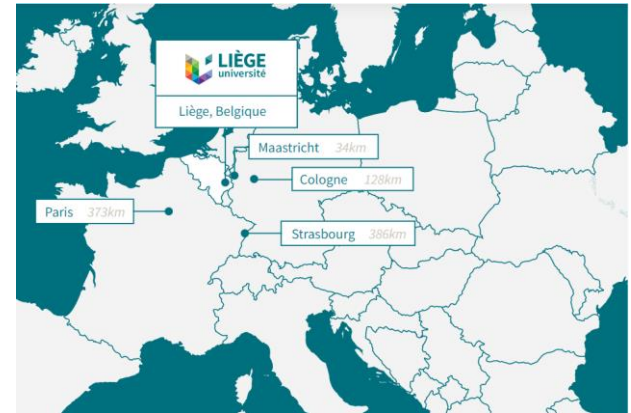 LIÈGE
université
Liège, Belgique
Maastricht 34km
Cologne 128km
Paris 373km
Strasbourg 386km